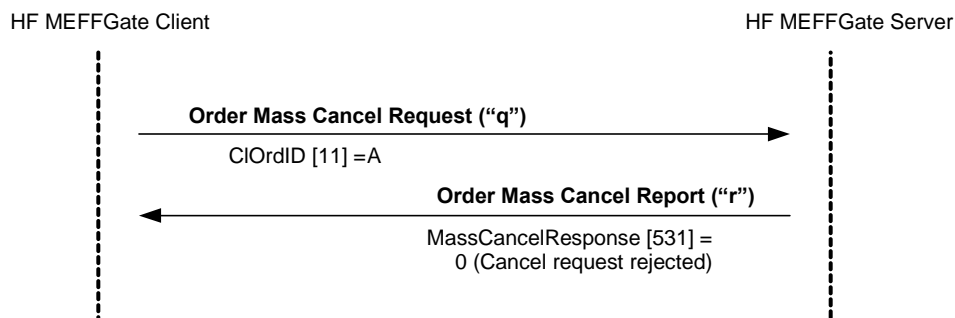 HF MEFFGate Client
HF MEFFGate Server
Order Mass Cancel Request (“q”)
ClOrdID [11] =A
Order Mass Cancel Report (“r”)
MassCancelResponse [531] =
0 (Cancel request rejected)